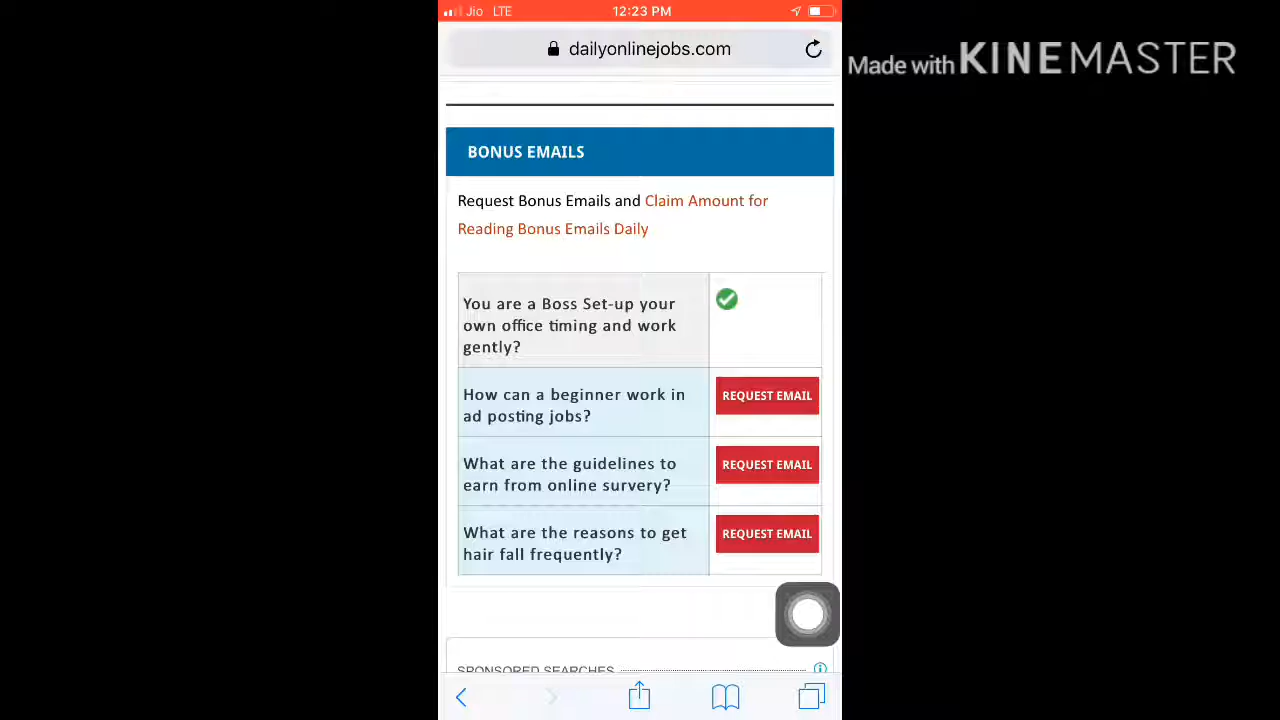 Jio LTE 12:23 PM
dailyonlinejobs.com
Made with KINEMASTER
BONUS EMAILS
Request Bonus Emails and Claim Amount for
Reading Bonus Emails Daily
You are a Boss Set-up your
own office timing and work
gently?
How can a beginner work in
ad posting jobs?
REQUEST EMAIL
What are the guidelines to
earn from online survery?
REQUEST EMAIL
What are the reasons to get
hair fall frequently?
REQUEST EMAIL
SPONSORED SEARCHES